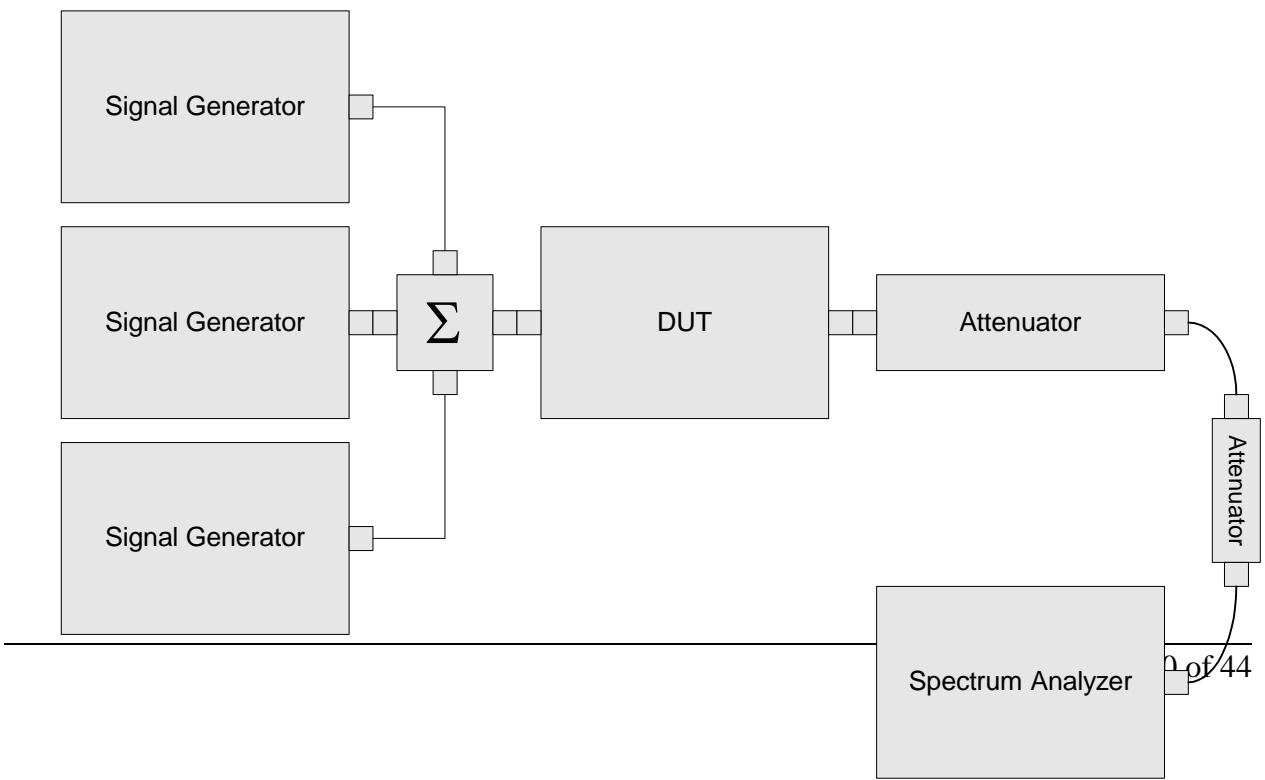 Signal Generator
Signal Generator
Σ
DUT
Attenuator
Attenuator
Signal Generator
Spectrum Analyzer
of 44